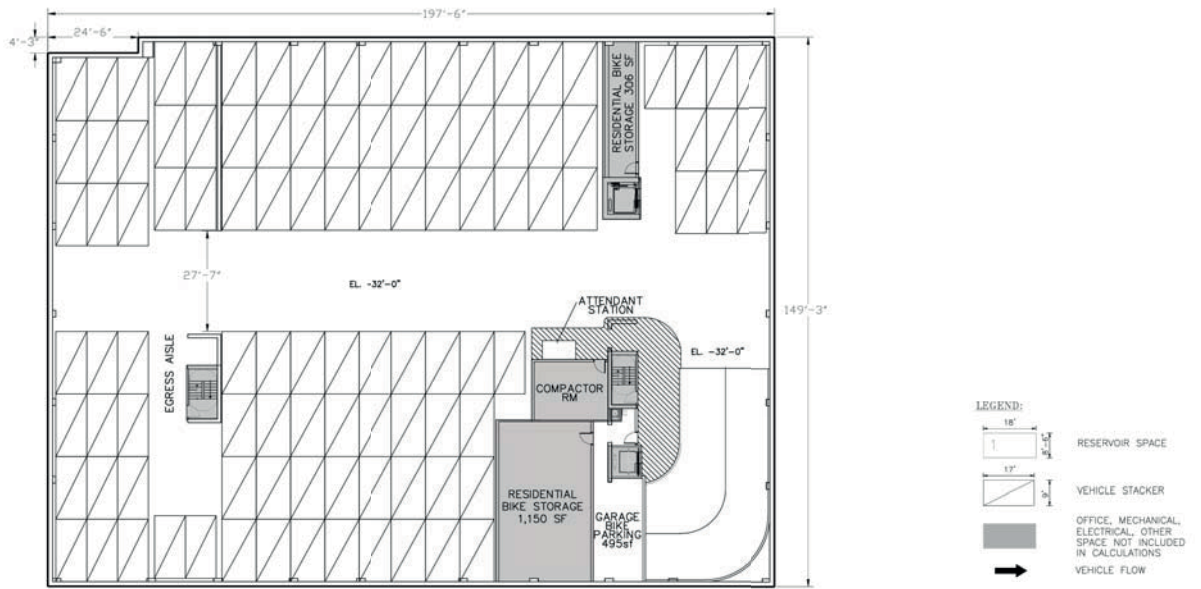 197'-6"
24'-6"
4'-3"
RESIDENTIAL BIKE
STORAGE 306 SF
27'-7"
EL. -32'-0"
149'-3"
ATTENDANT
STATION
EL. -32'-0"
EGRESS AISLE
COMPACTOR
RM
RESIDENTIAL
BIKE STORAGE
1,150 SF
GARAGE
BIKE
PARKING
495sf
LEGEND:
18'
1
8'-6"
RESERVOIR SPACE
17'
9'
VEHICLE STACKER
OFFICE, MECHANICAL,
ELECTRICAL, OTHER
SPACE NOT INCLUDED
IN CALCULATIONS
VEHICLE FLOW